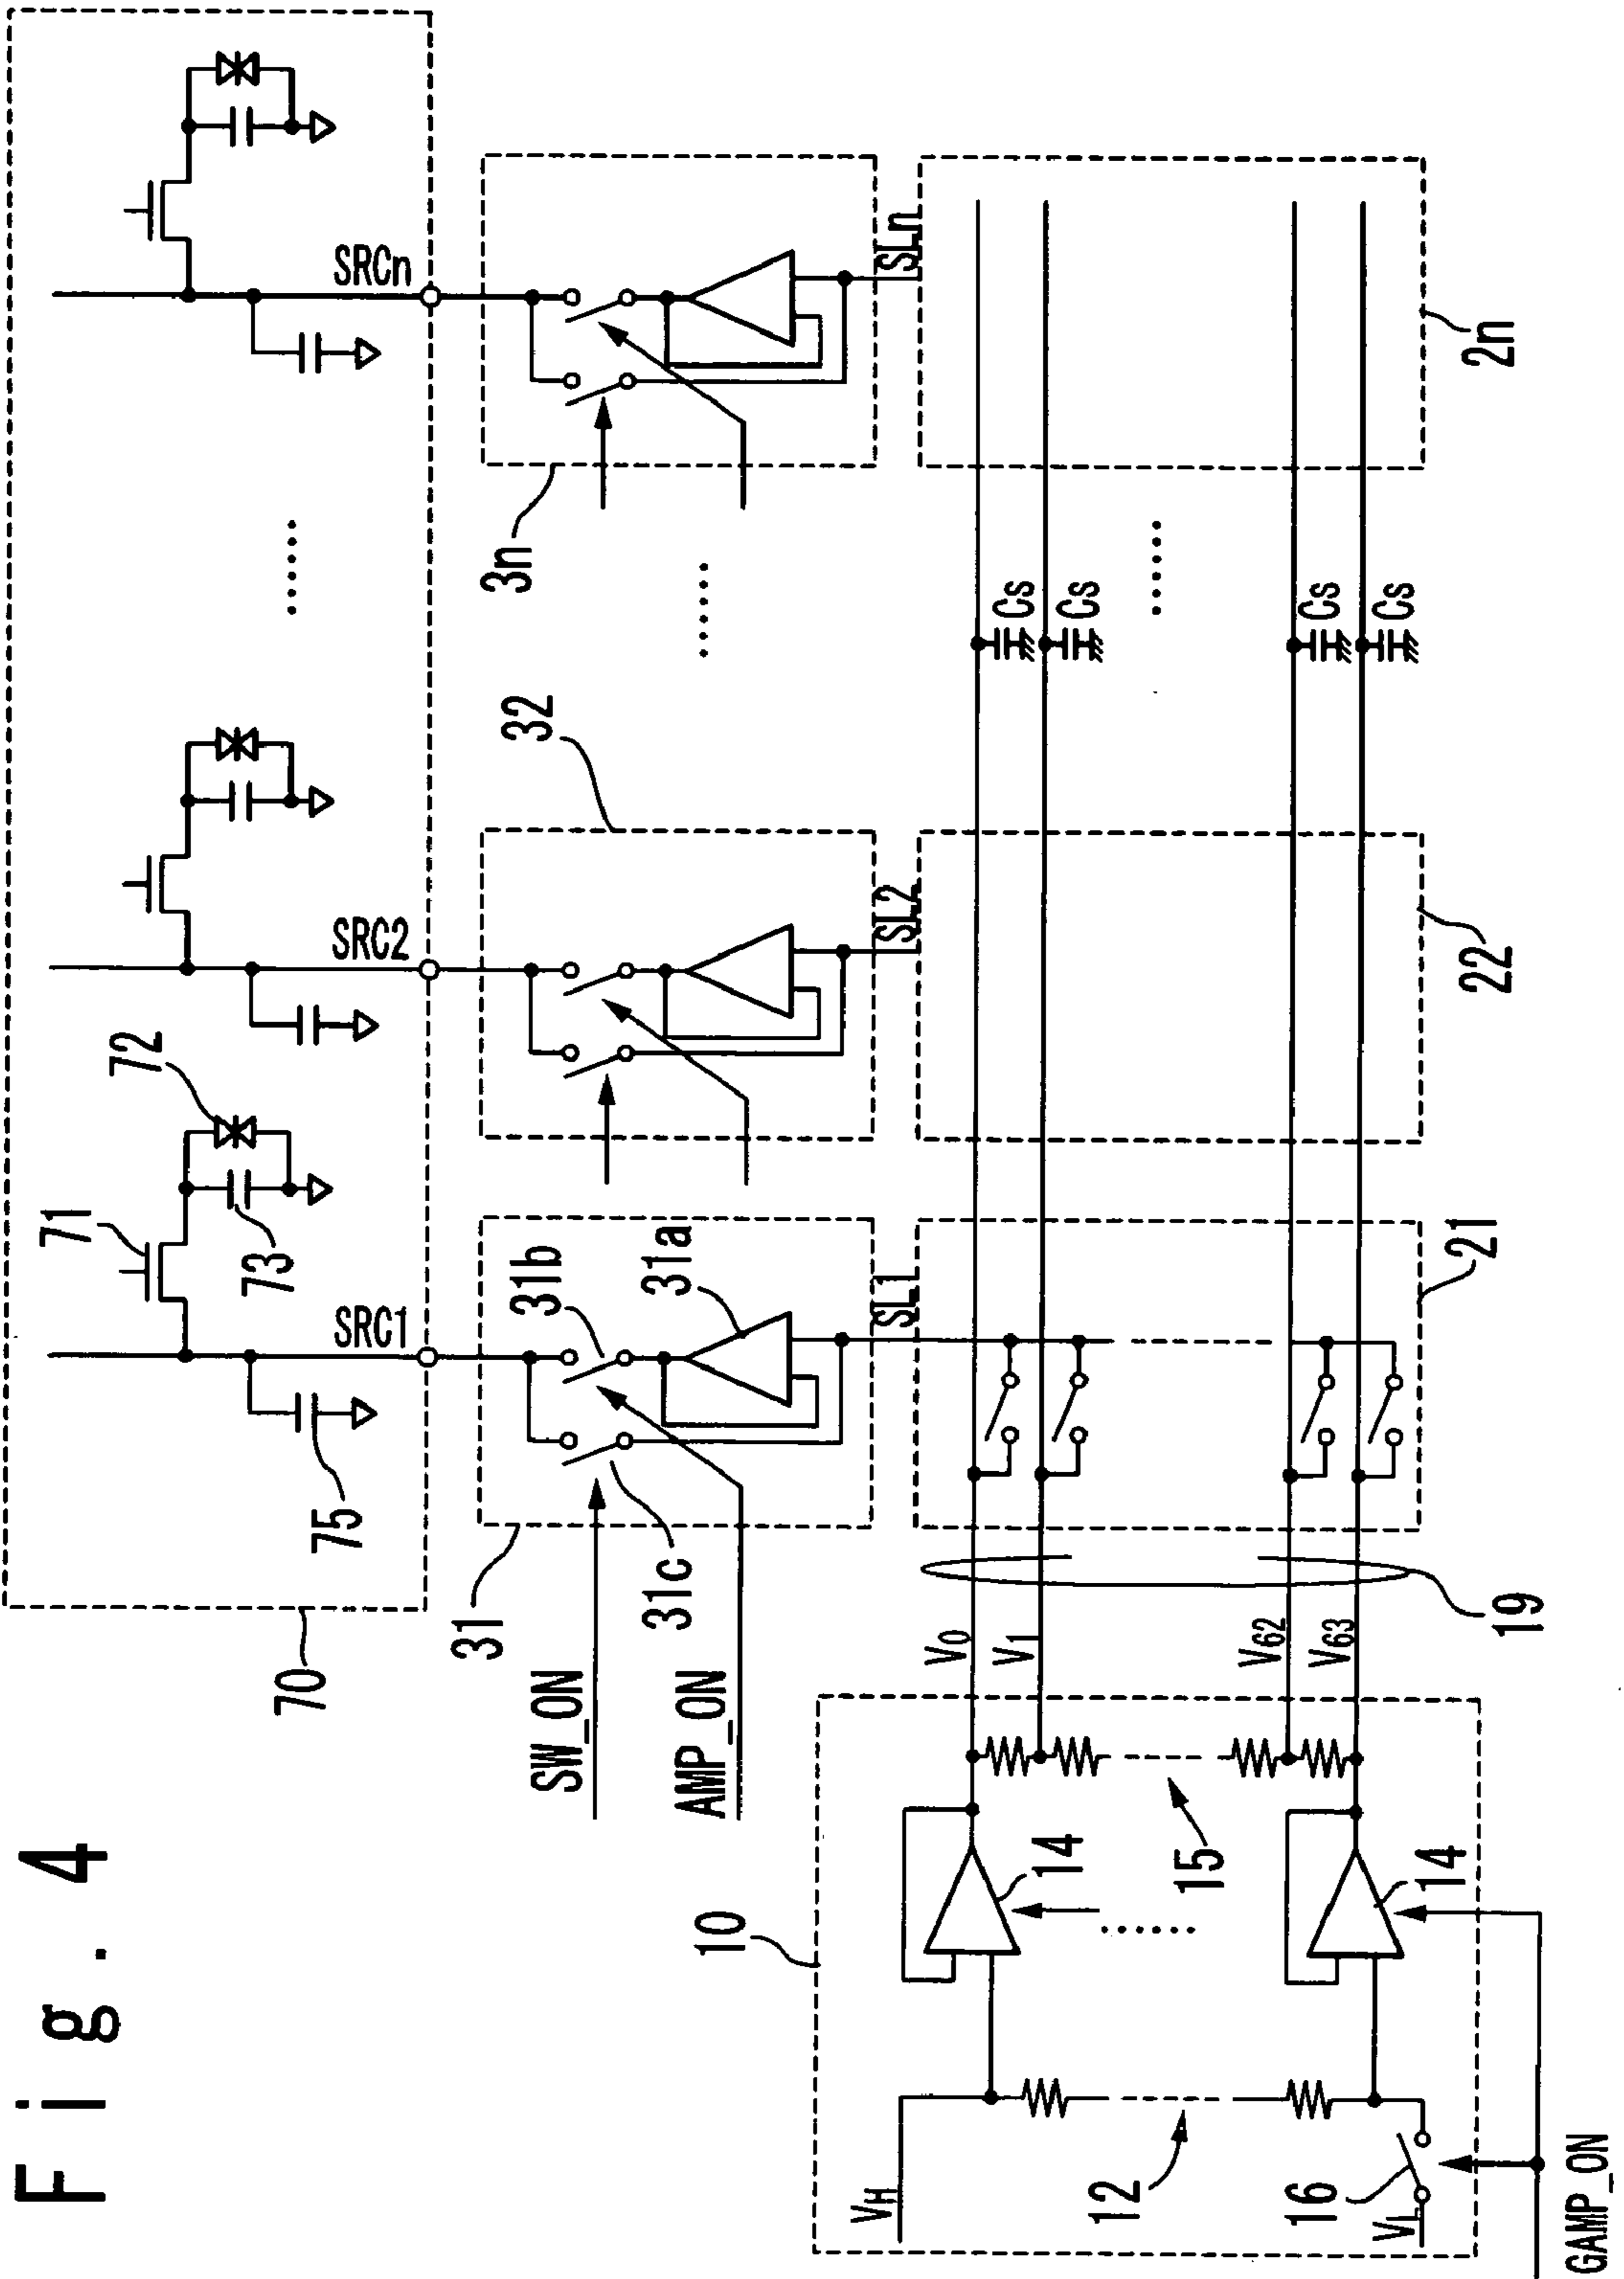 Fig. 4
70
71
72
73
75
SRC1
SRC2
SRCn
......
31
31a
31b
31c
32
3n
......
SW_ON
AMP_ON
SL1
SL2
SLn
21
22
2n
......
Cs
Cs
Cs
Cs
19
V0
V1
V62
V63
10
12
14
......
14
15
16
VH
VL
GAMP_ON